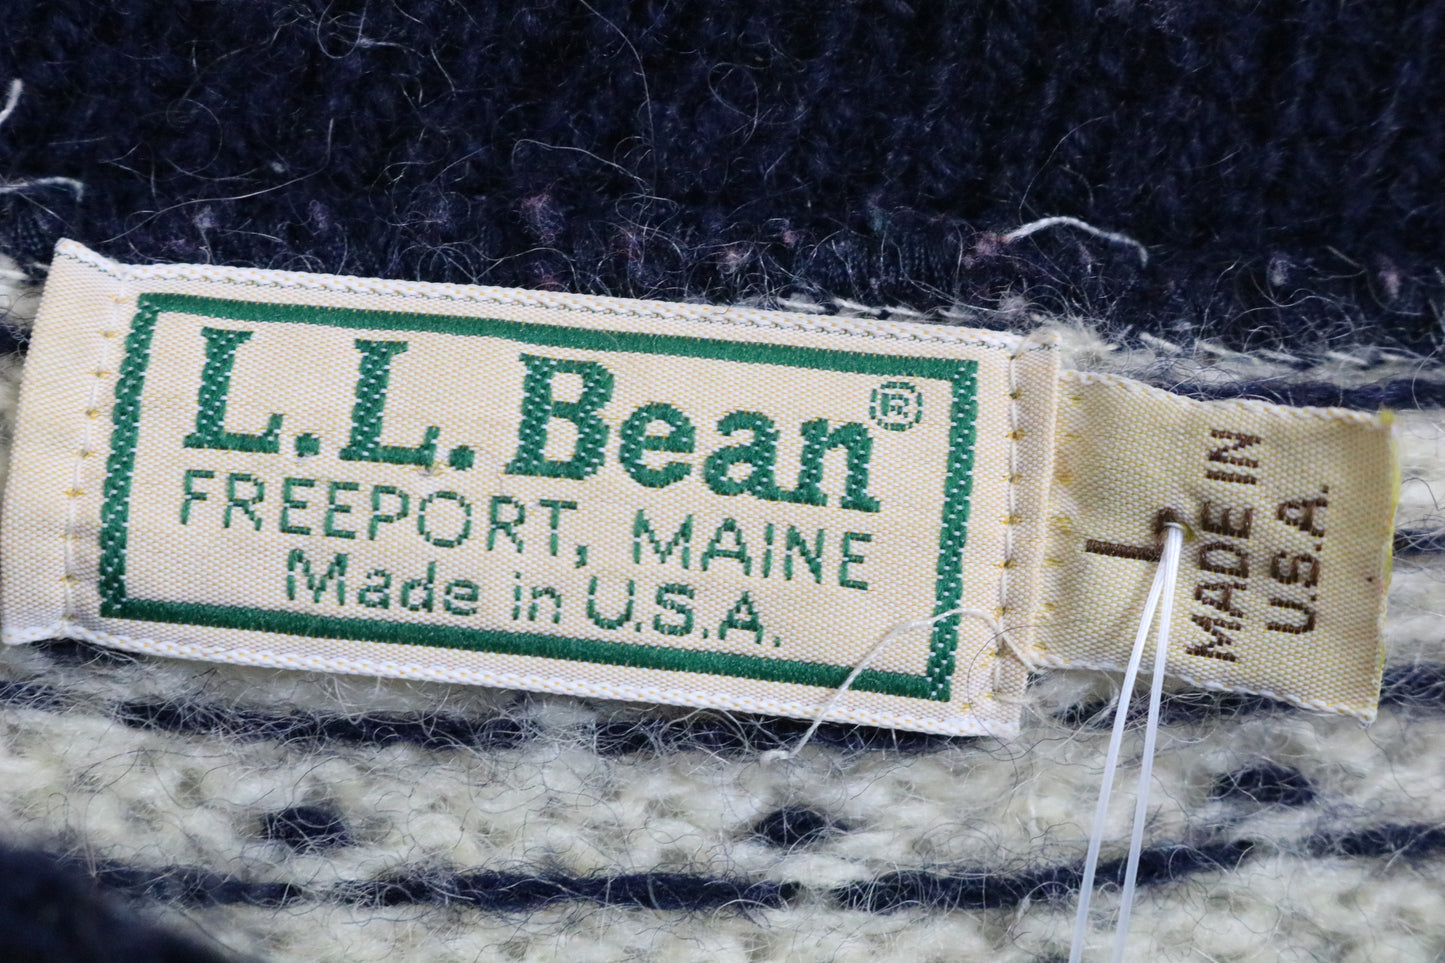 L.L.Bean®
FREEPORT, MAINE
Made in U.S.A.
L
MADE IN
U.S.A.